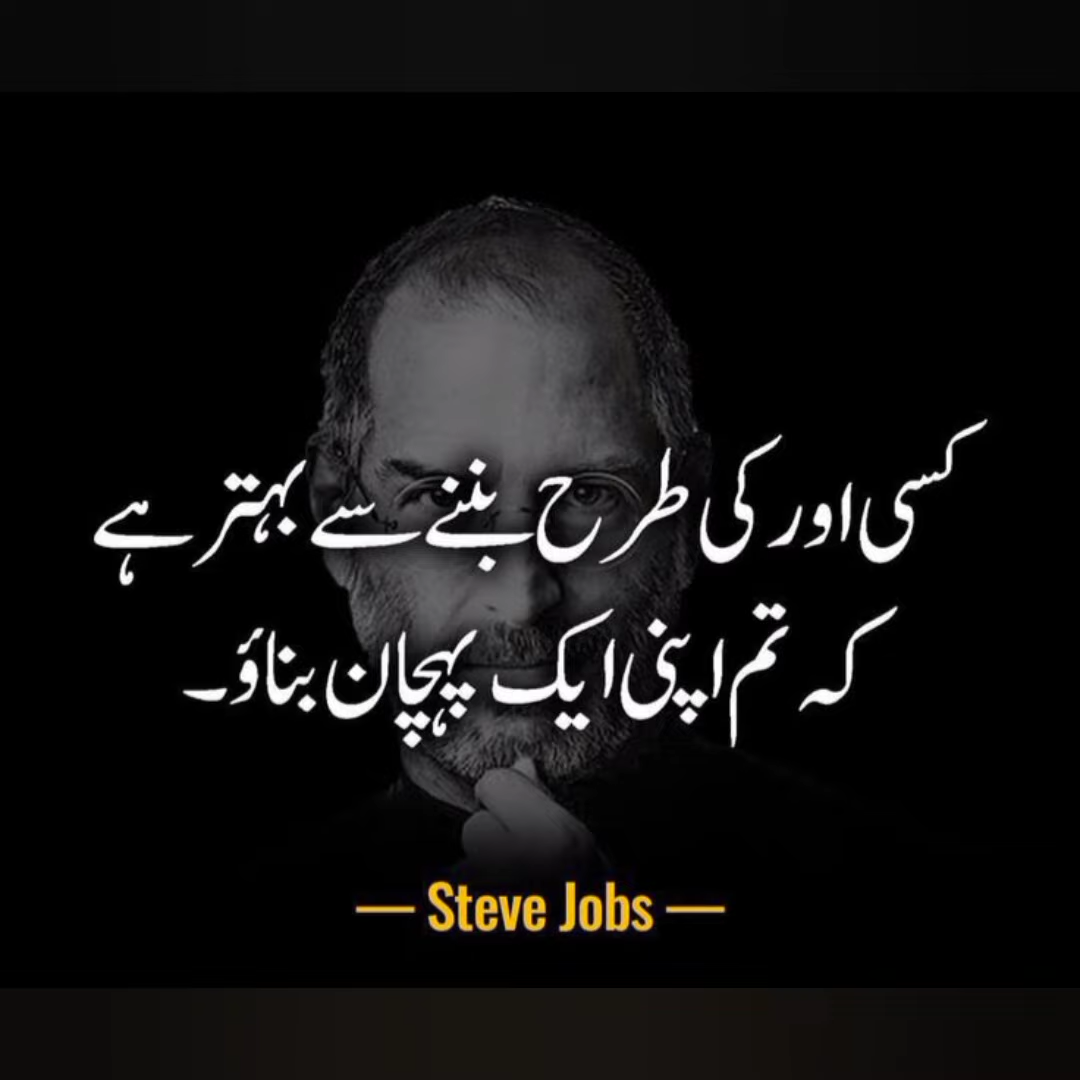 کسی اور کی طرح بننے سے بہتر ہے
کہ تم اپنی ایک پہچان بناؤ۔
— Steve Jobs —